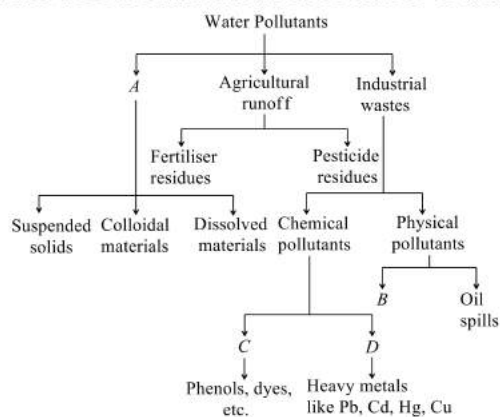 Water Pollutants
A
Agricultural
runoff
Industrial
wastes
Fertiliser
residues
Pesticide
residues
Suspended
solids
Colloidal
materials
Dissolved
materials
Chemical
pollutants
Physical
pollutants
B
Oil
spills
C
D
Phenols, dyes,
etc.
Heavy metals
like Pb, Cd, Hg, Cu